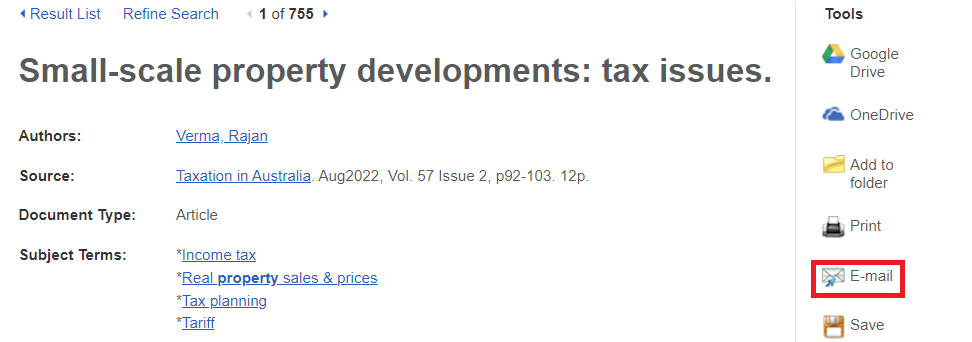 Result List Refine Search 1 of 755
Small-scale property developments: tax issues.
Authors: Verma, Rajan
Source: Taxation in Australia. Aug2022, Vol. 57 Issue 2, p92-103. 12p.
Document Type: Article
Subject Terms: *Income tax
*Real property sales & prices
*Tax planning
*Tariff
Tools
Google
Drive
OneDrive
Add to
folder
Print
E-mail
Save